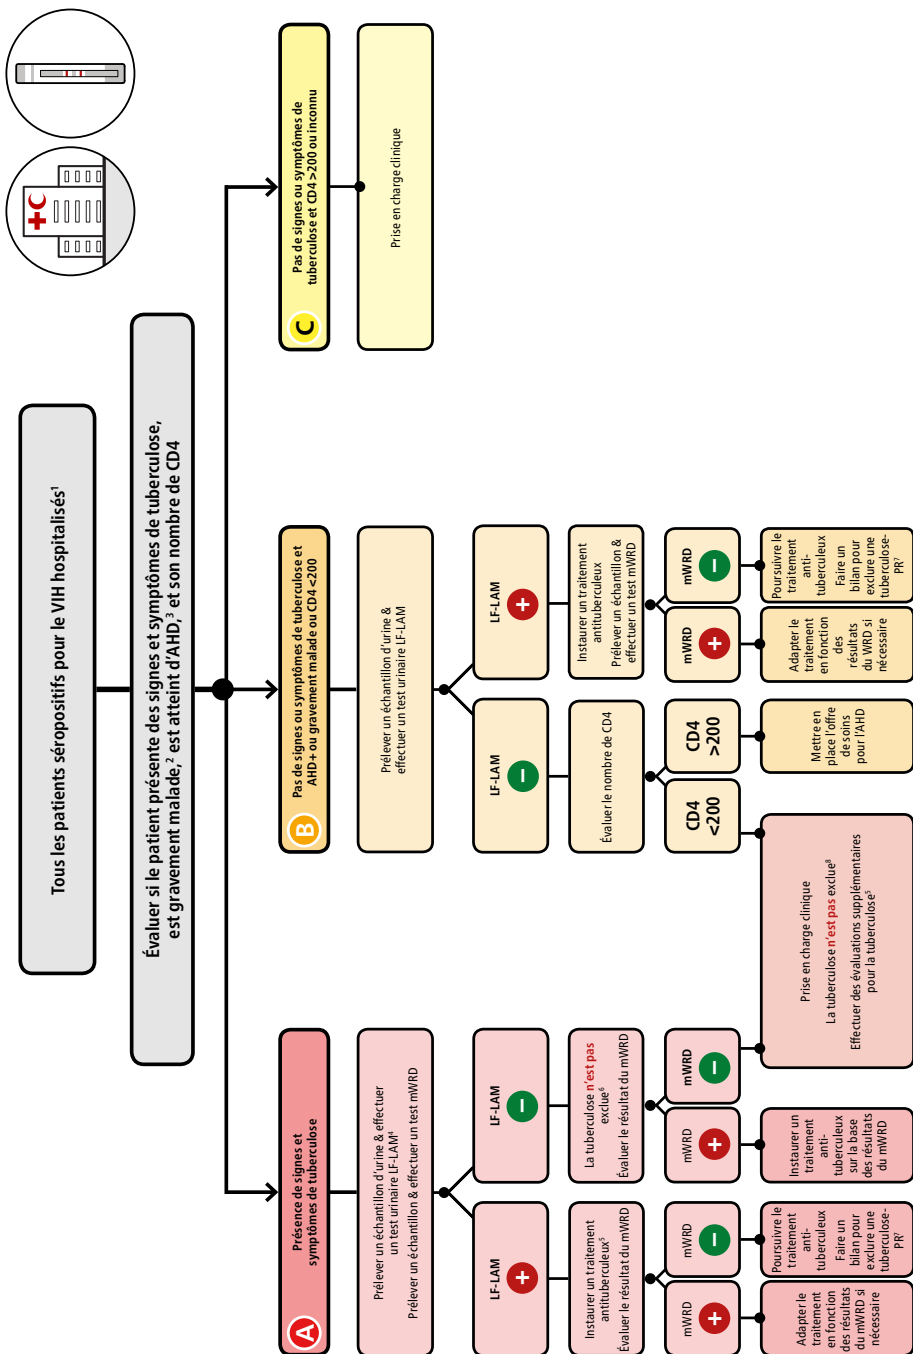 Tous les patients séropositifs pour le VIH hospitalisés¹
Évaluer si le patient présente des signes et symptômes de tuberculose,
est gravement malade,² est atteint d'AHD,³ et son nombre de CD4
A
Présence de signes et
symptômes de tuberculose
Prélever un échantillon d'urine & effectuer
un test urinaire LF-LAM⁴
Prélever un échantillon & effectuer un test mWRD
LF-LAM
+
Instaurer un traitement
antituberculeux⁵
Évaluer le résultat du mWRD
mWRD
+
Adapter le
traitement
en fonction
des résultats
du mWRD si
nécessaire
mWRD
–
Poursuivre le
traitement
anti-
tuberculeux
Faire un
bilan pour
exclure une
tuberculose-
PR⁷
LF-LAM
–
La tuberculose n'est pas
exclue⁶
Évaluer le résultat du mWRD
mWRD
+
Instaurer un
traitement
anti-
tuberculeux
sur la base
des résultats
du mWRD
mWRD
–
Prise en charge clinique
La tuberculose n'est pas exclue⁸
Effectuer des évaluations supplémentaires
pour la tuberculose⁵
B
Pas de signes ou symptômes de tuberculose et
AHD+ ou gravement malade ou CD4 <200
Prélever un échantillon d'urine &
effectuer un test urinaire LF-LAM
LF-LAM
–
Évaluer le nombre de CD4
CD4
<200
CD4
>200
Mettre en
place l'offre
de soins
pour l'AHD
LF-LAM
+
Instaurer un traitement
antituberculeux
Prélever un échantillon &
effectuer un test mWRD
mWRD
+
Adapter le
traitement
en fonction
des
résultats
du WRD si
nécessaire
mWRD
–
Poursuivre le
traitement
anti-
tuberculeux
Faire un
bilan pour
exclure une
tuberculose-
PR⁷
C
Pas de signes ou symptômes de
tuberculose et CD4 >200 ou inconnu
Prise en charge clinique